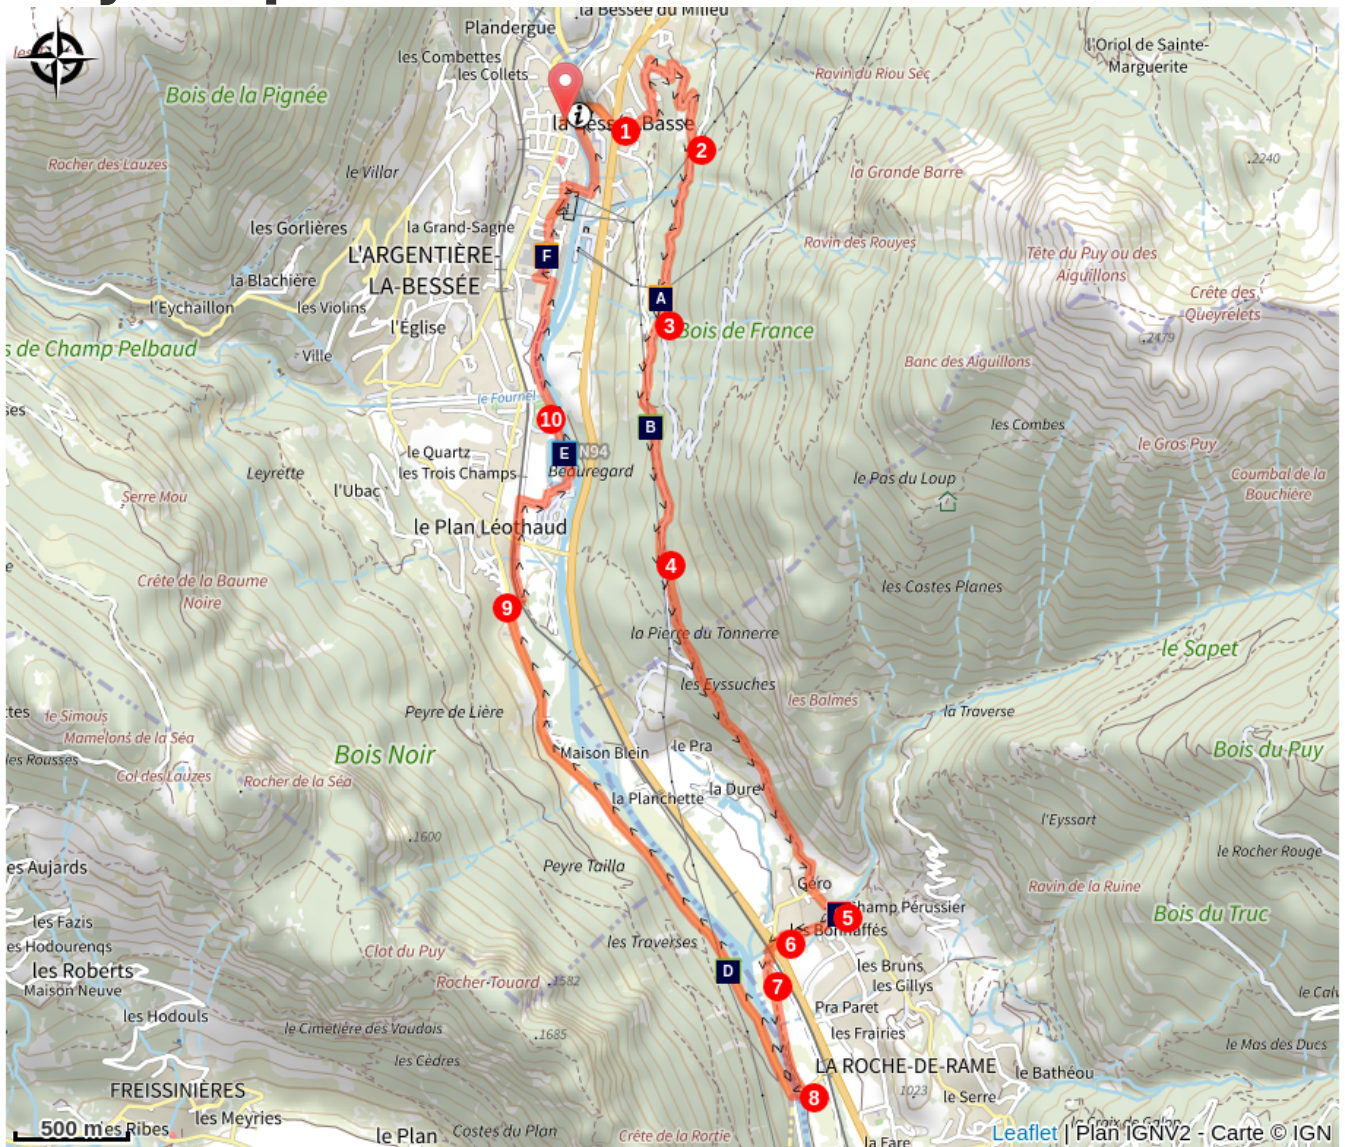 la Bessée du Milieu
Plandergue
les Combettes
les Collets
l'Oriol de Sainte-
Marguerite
Ravin du Riou Sec
Bois de la Pignée
i
1
2
Rocher des Lauzes
le Villar
la Grande Barre
2240
les Gorlières
la Grand-Sagne
Ravin des Rouyes
L'ARGENTIÈRE-
LA-BESSÉE
F
Tête du Puy ou des
Aiguillons
la Blachière
l'Eychaillon
les Violins
A
Crête des
Queyrelets
l'Église
3
Bois de France
2479
s de Champ Pelbaud
Ville
Banc des Aiguillons
le Fournel
10
B
les Combes
le Gros Puy
le Quartz
les Trois Champs
E
N94
Beauregard
Leyrette
l'Ubac
le Pas du Loup
Coumbal de la
Bouchière
Serre Mou
le Plan Léothaud
4
Crête de la Baume
Noire
les Costes Planes
9
la Pierre du Tonnerre
le Sapet
les Eyssuches
les Balmes
la Traverse
Peyre de Lière
le Simous
Mamelons de la Séa
les Rousses
Col des Lauzes
Rocher de la Séa
Bois Noir
Maison Blein
le Pra
Bois du Puy
la Planchette
la Dure
l'Eyssart
1600
le Rocher Rouge
es Aujards
Peyre Tailla
Géro
Ravin de la Ruine
5
Champ Pérussier
Bois du Truc
les Fazis
les Bonnaffés
6
es Hodourenqs
Clot du Puy
les Traverses
les Roberts
Maison Neuve
Rocher-Touard
1582
D
7
les Bruns
les Gillys
les Hodouls
le Cimetière des Vaudois
1685
Pra Paret
les Frairies
les Cèdres
le Mas des Ducs
FREISSINIÈRES
LA ROCHE-DE-RAME
le Bathéou
1023
le Serre
8
les Meyries
500 m
es Ribes
le Plan
Costes du Plan
Crête de la Rortie
la Fare
Leaflet | Plan IGNV2 - Carte © IGN